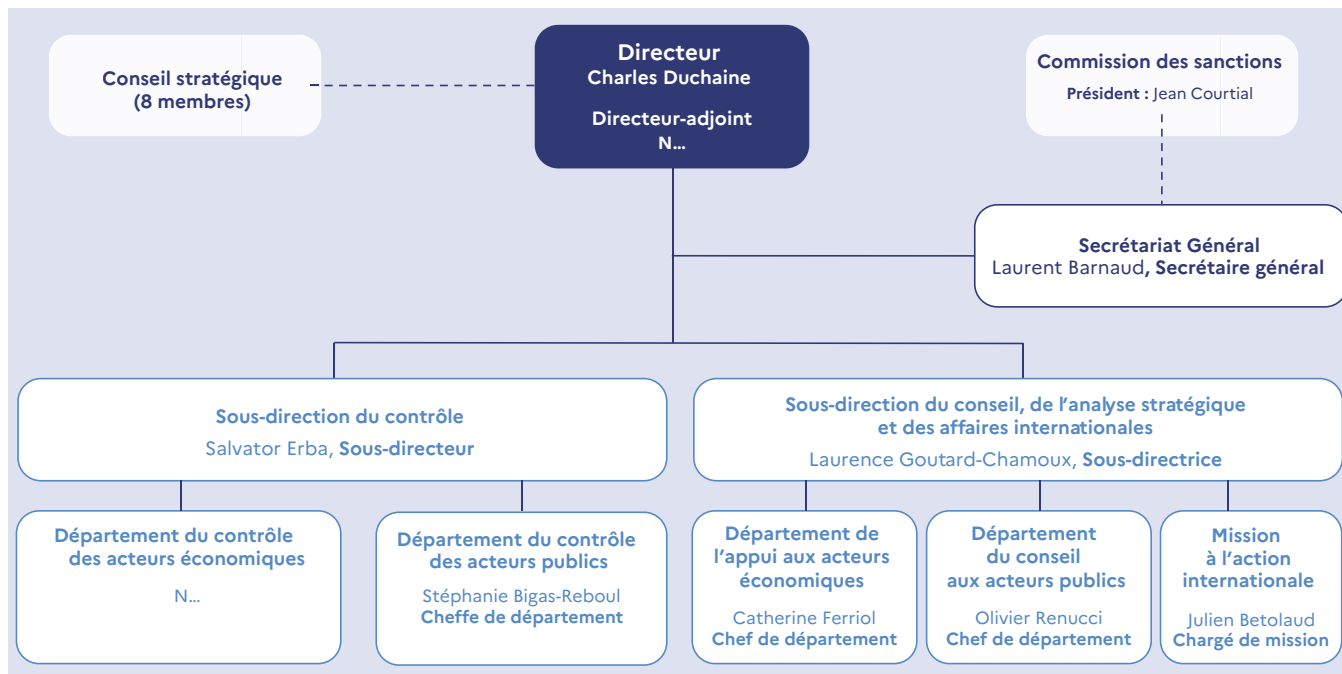 Conseil stratégique
(8 membres)
Directeur
Charles Duchaine
Directeur-adjoint
N...
Commission des sanctions
Président : Jean Courtial
Secrétariat Général
Laurent Barnaud, Secrétaire général
Sous-direction du contrôle
Salvator Erba, Sous-directeur
Sous-direction du conseil, de l'analyse stratégique
et des affaires internationales
Laurence Goutard-Chamoux, Sous-directrice
Département du contrôle
des acteurs économiques
N...
Département du contrôle
des acteurs publics
Stéphanie Bigas-Reboul
Cheffe de département
Département de
l'appui aux acteurs
économiques
Catherine Ferriol
Chef de département
Département
du conseil
aux acteurs publics
Olivier Renucci
Chef de département
Mission
à l'action
internationale
Julien Betolaud
Chargé de mission